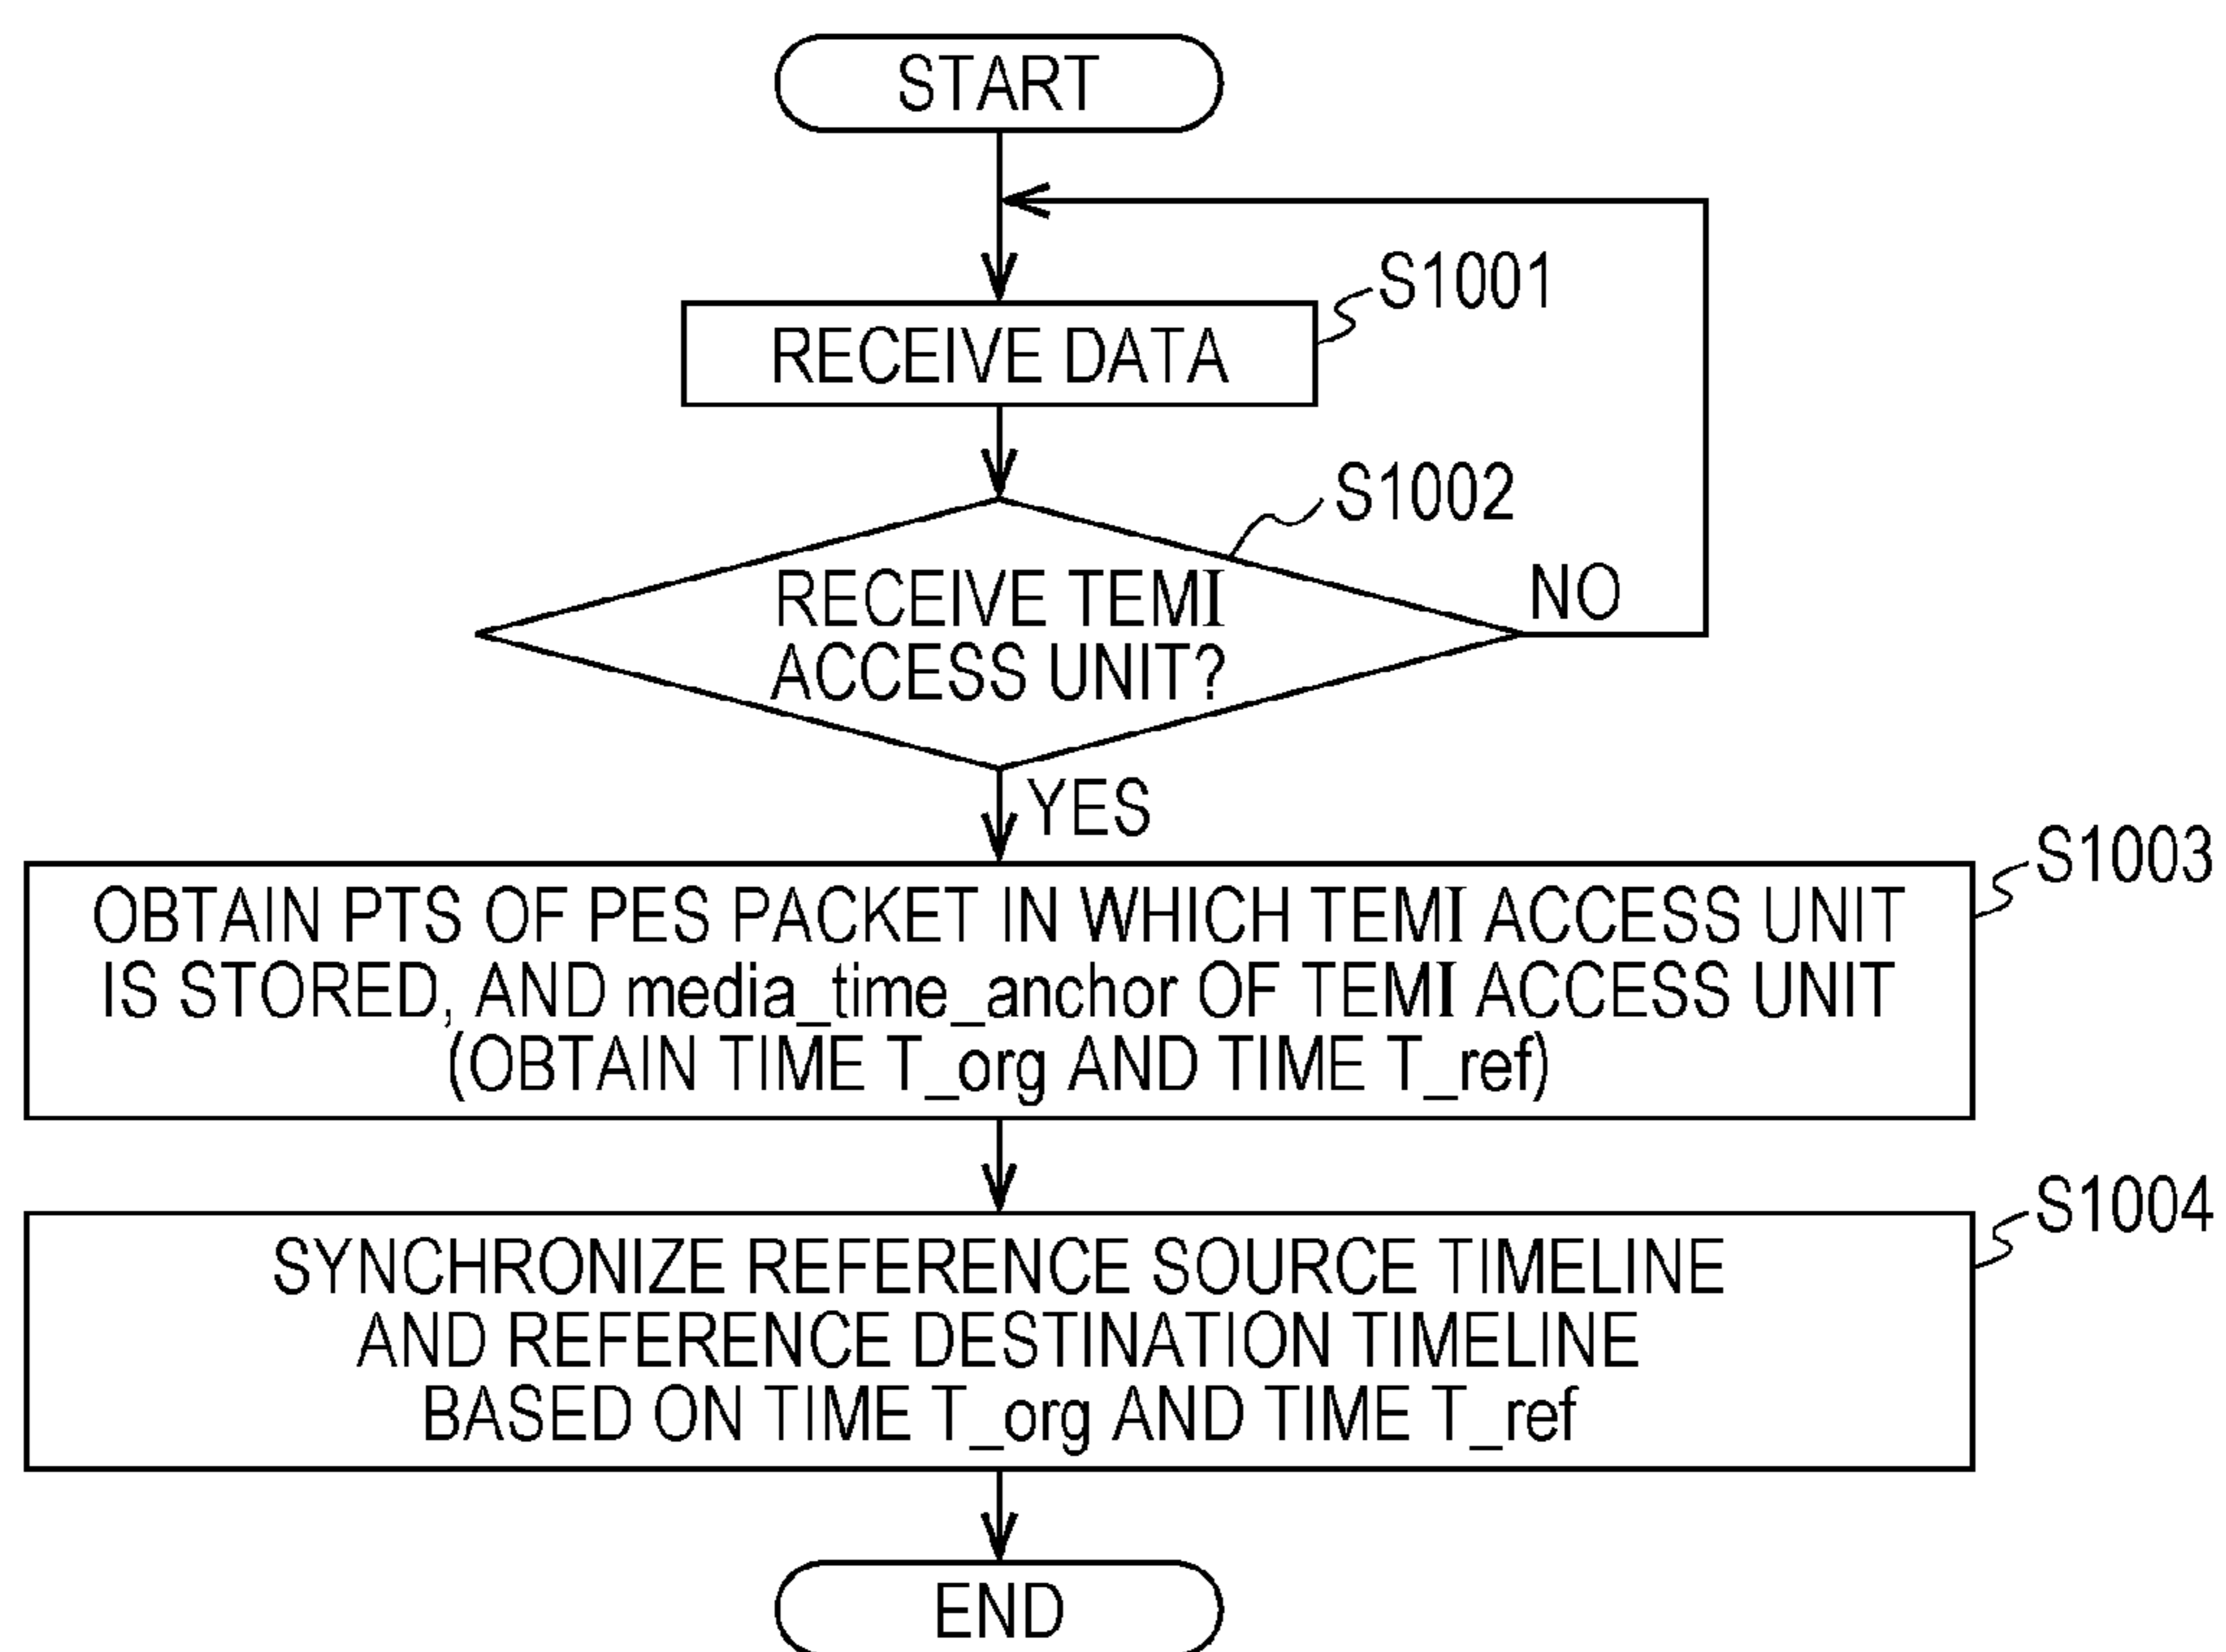 START
S1001
RECEIVE DATA
S1002
RECEIVE TEMI
ACCESS UNIT?
NO
YES
S1003
OBTAIN PTS OF PES PACKET IN WHICH TEMI ACCESS UNIT
IS STORED, AND media_time_anchor OF TEMI ACCESS UNIT
(OBTAIN TIME T_org AND TIME T_ref)
S1004
SYNCHRONIZE REFERENCE SOURCE TIMELINE
AND REFERENCE DESTINATION TIMELINE
BASED ON TIME T_org AND TIME T_ref
END